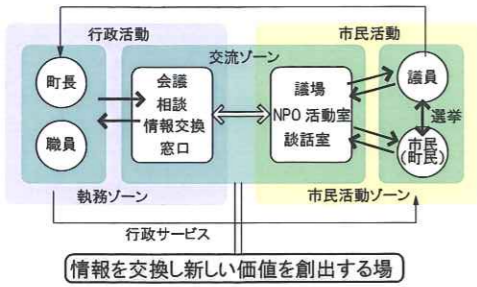 行政活動
市民活動
交流ゾーン
町長
職員
会議
相談
情報交換
窓口
議場
NPO活動室
談話室
議員
選挙
市民
(町民)
執務ゾーン
市民活動ゾーン
行政サービス
情報を交換し新しい価値を創出する場